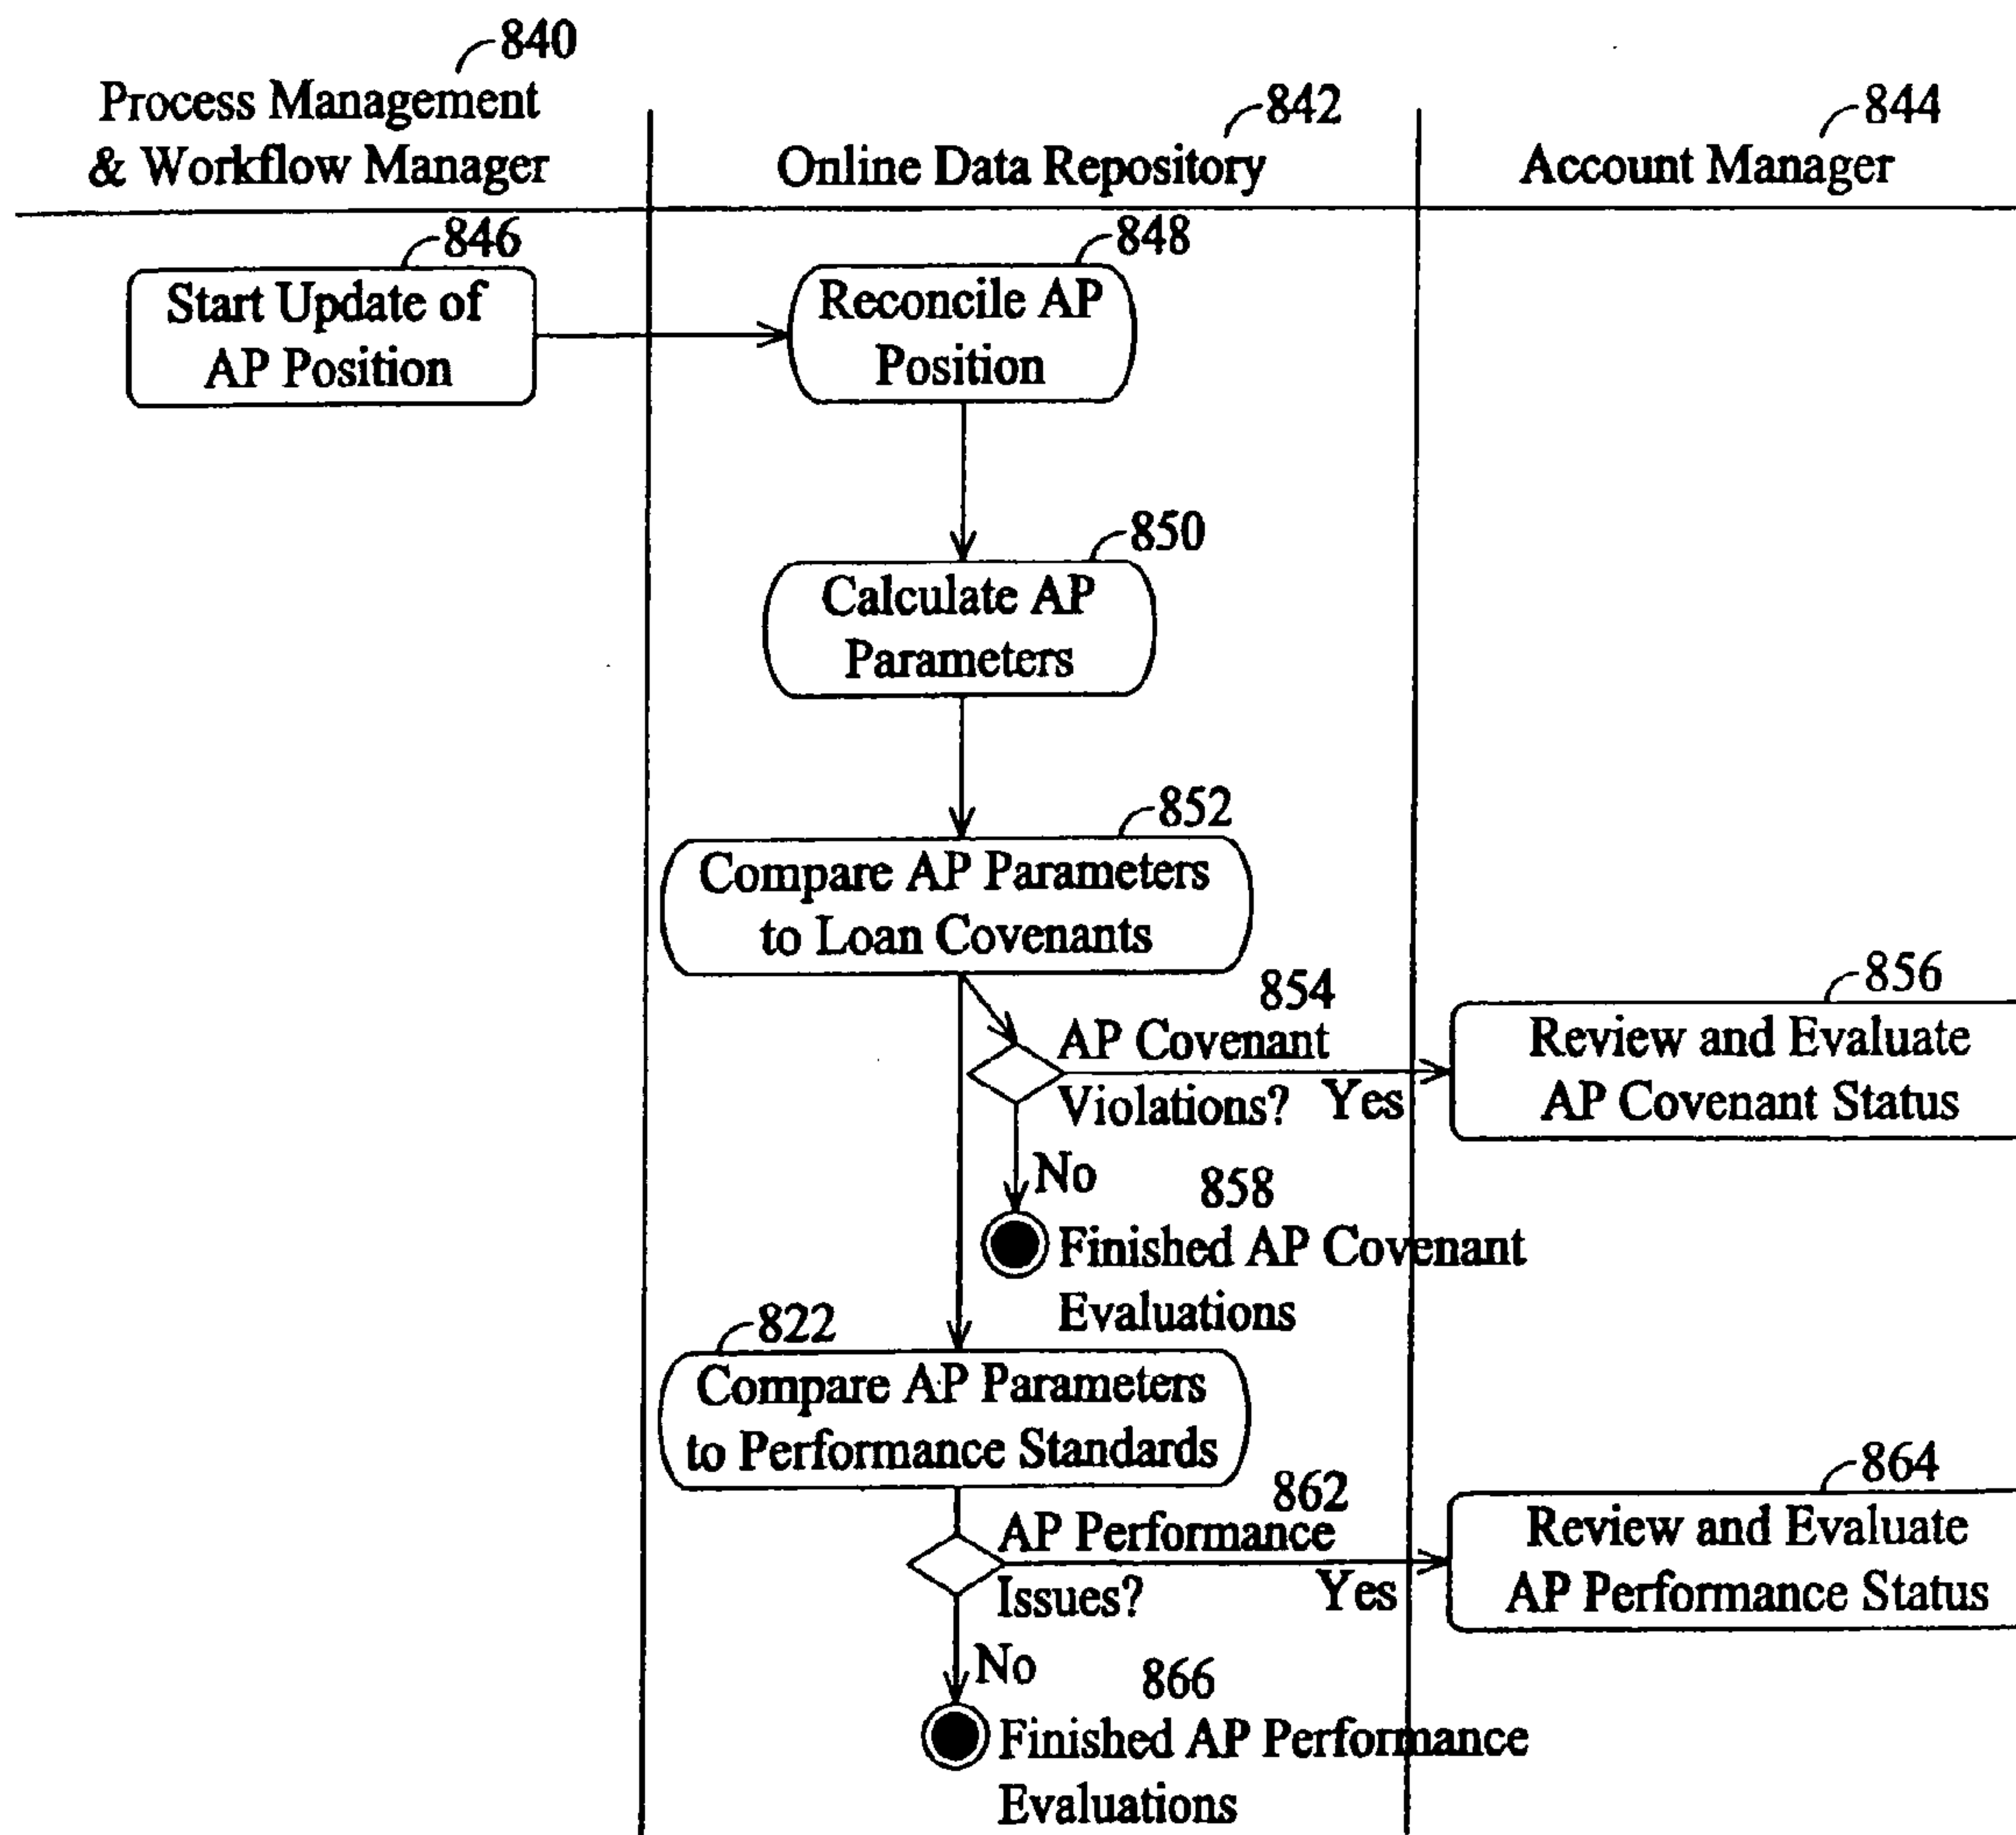 840
Process Management
& Workflow Manager
842
Online Data Repository
844
Account Manager
846
Start Update of
AP Position
848
Reconcile AP
Position
850
Calculate AP
Parameters
852
Compare AP Parameters
to Loan Covenants
854
AP Covenant
Violations? Yes
856
Review and Evaluate
AP Covenant Status
No
858
Finished AP Covenant
Evaluations
822
Compare AP Parameters
to Performance Standards
862
AP Performance
Issues? Yes
864
Review and Evaluate
AP Performance Status
No
866
Finished AP Performance
Evaluations